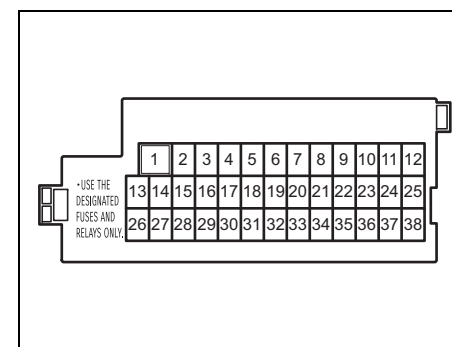 1 2 3 4 5 6 7 8 9 10 11 12
•USE THE
DESIGNATED
FUSES AND
RELAYS ONLY.
13 14 15 16 17 18 19 20 21 22 23 24 25
26 27 28 29 30 31 32 33 34 35 36 37 38